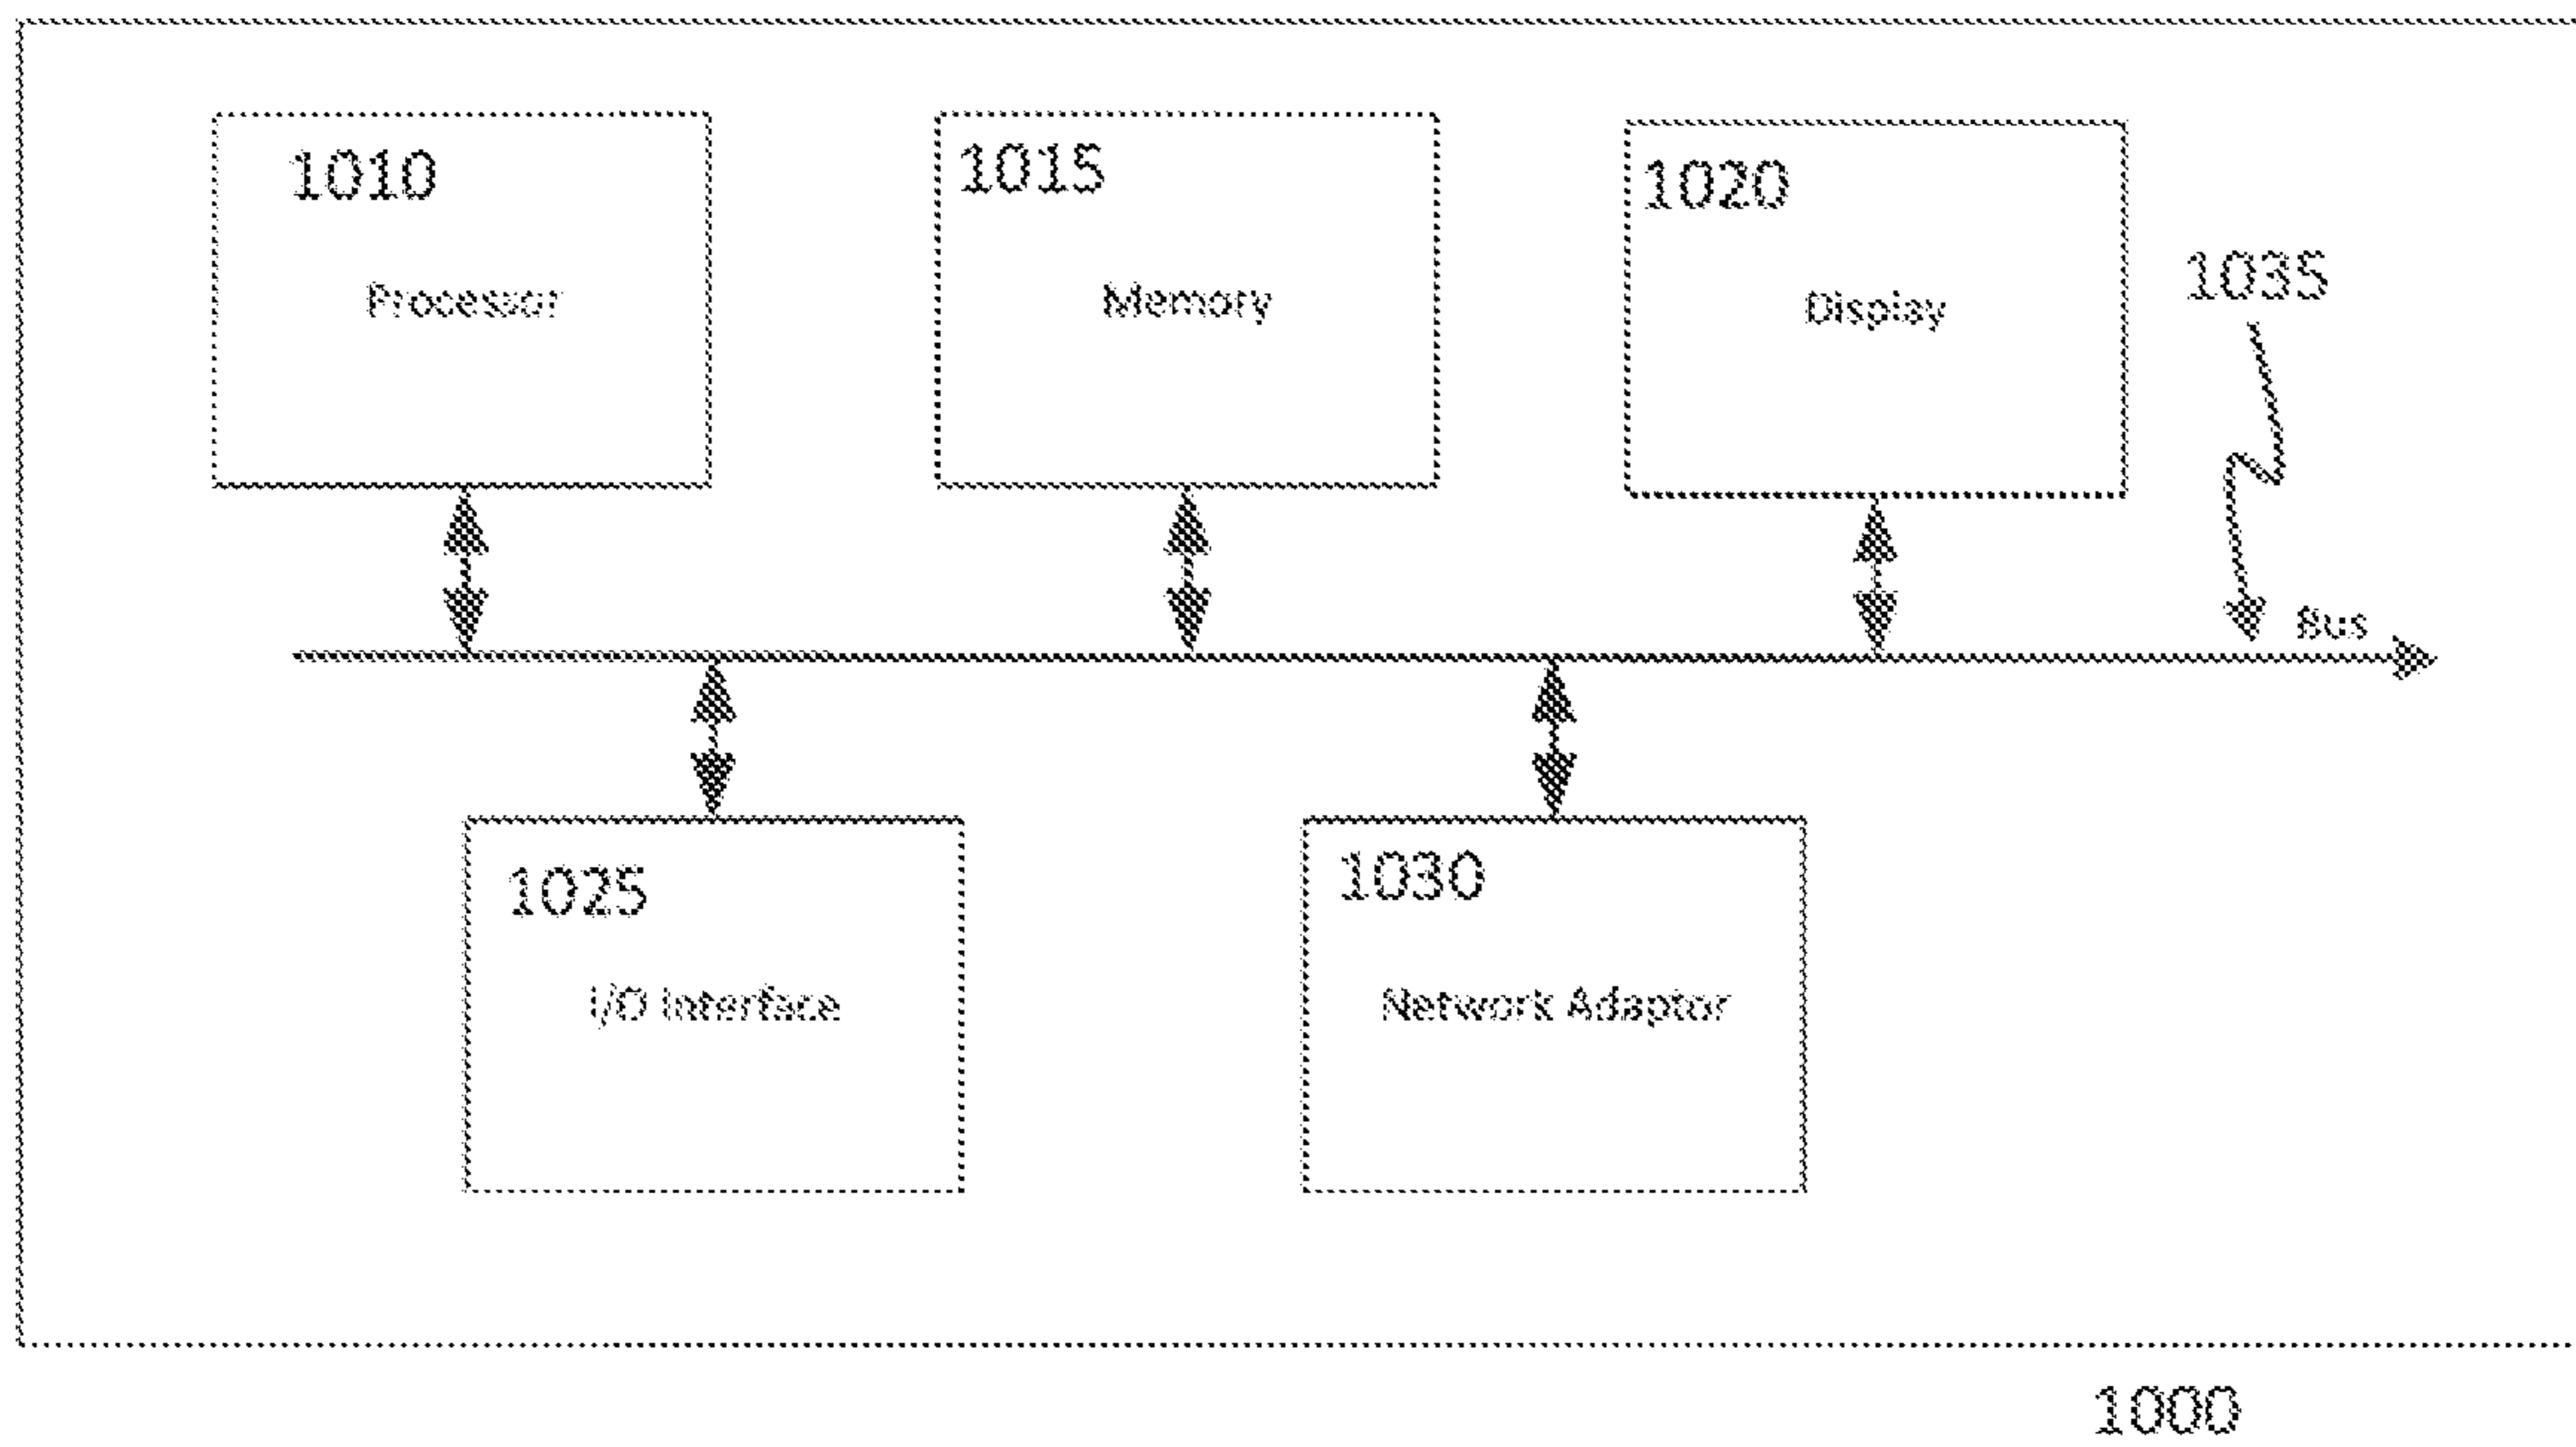 1010
Processor
1015
Memory
1020
Display
1035
Bus
1025
I/O Interface
1030
Network Adaptor
1000